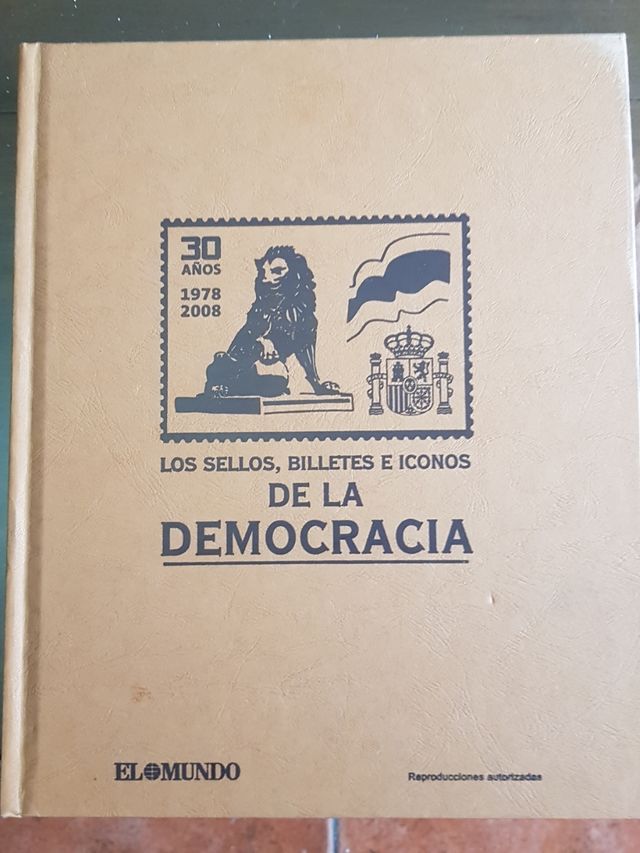 30
AÑOS
1978
2008
LOS SELLOS, BILLETES E ICONOS
DE LA
DEMOCRACIA
EL MUNDO
Reproducciones autorizadas